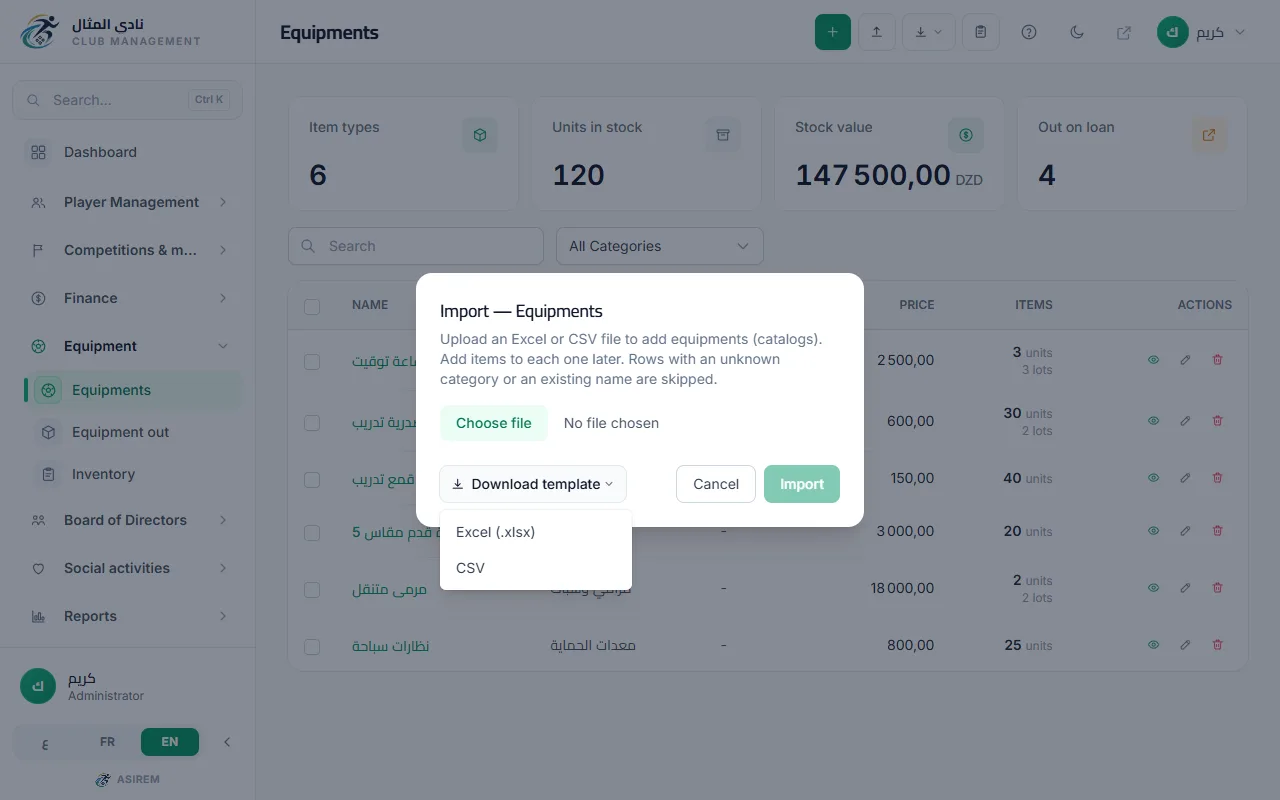 نادي المثال
CLUB MANAGEMENT
Equipments
كريم
Search...
Ctrl K
Dashboard
Player Management
Competitions & m...
Finance
Equipment
Equipments
Equipment out
Inventory
Board of Directors
Social activities
Reports
كريم
Administrator
ع
FR
EN
ASIREM
Item types
6
Units in stock
120
Stock value
147 500,00 DZD
Out on loan
4
Search
All Categories
NAME
PRICE
ITEMS
ACTIONS
2 500,00
3 units
3 lots
600,00
30 units
2 lots
قمع تدريب
150,00
40 units
قدم مقاس 5
-
3 000,00
20 units
مرمى متنقل
-
18 000,00
2 units
2 lots
نظارات سباحة
معدات الحماية
-
800,00
25 units
Import — Equipments
Upload an Excel or CSV file to add equipments (catalogs).
Add items to each one later. Rows with an unknown
category or an existing name are skipped.
Choose file
No file chosen
Download template
Cancel
Import
Excel (.xlsx)
CSV